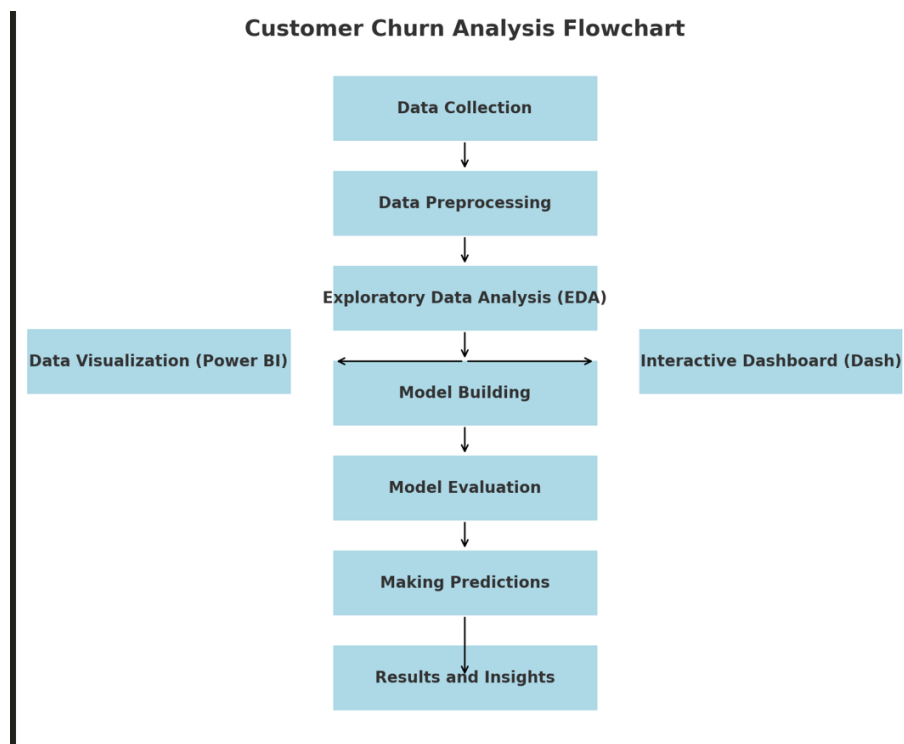 Customer Churn Analysis Flowchart
Data Collection
Data Preprocessing
Exploratory Data Analysis (EDA)
Data Visualization (Power BI)
Interactive Dashboard (Dash)
Model Building
Model Evaluation
Making Predictions
Results and Insights